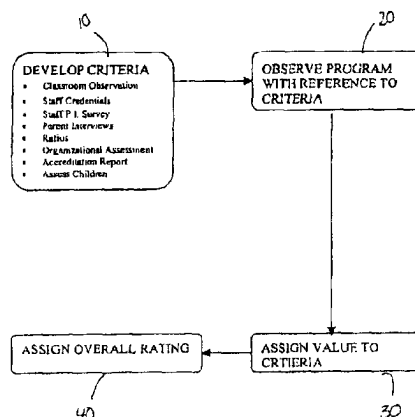 10
20
DEVELOP CRITERIA
• Classroom Observation
• Staff Credentials
• Staff P.I. Survey
• Parent Interviews
• Ratios
• Organizational Assessment
• Accreditation Report
• Assess Children
OBSERVE PROGRAM
WITH REFERENCE TO
CRITERIA
ASSIGN OVERALL RATING
ASSIGN VALUE TO
CRTIERIA
40
30